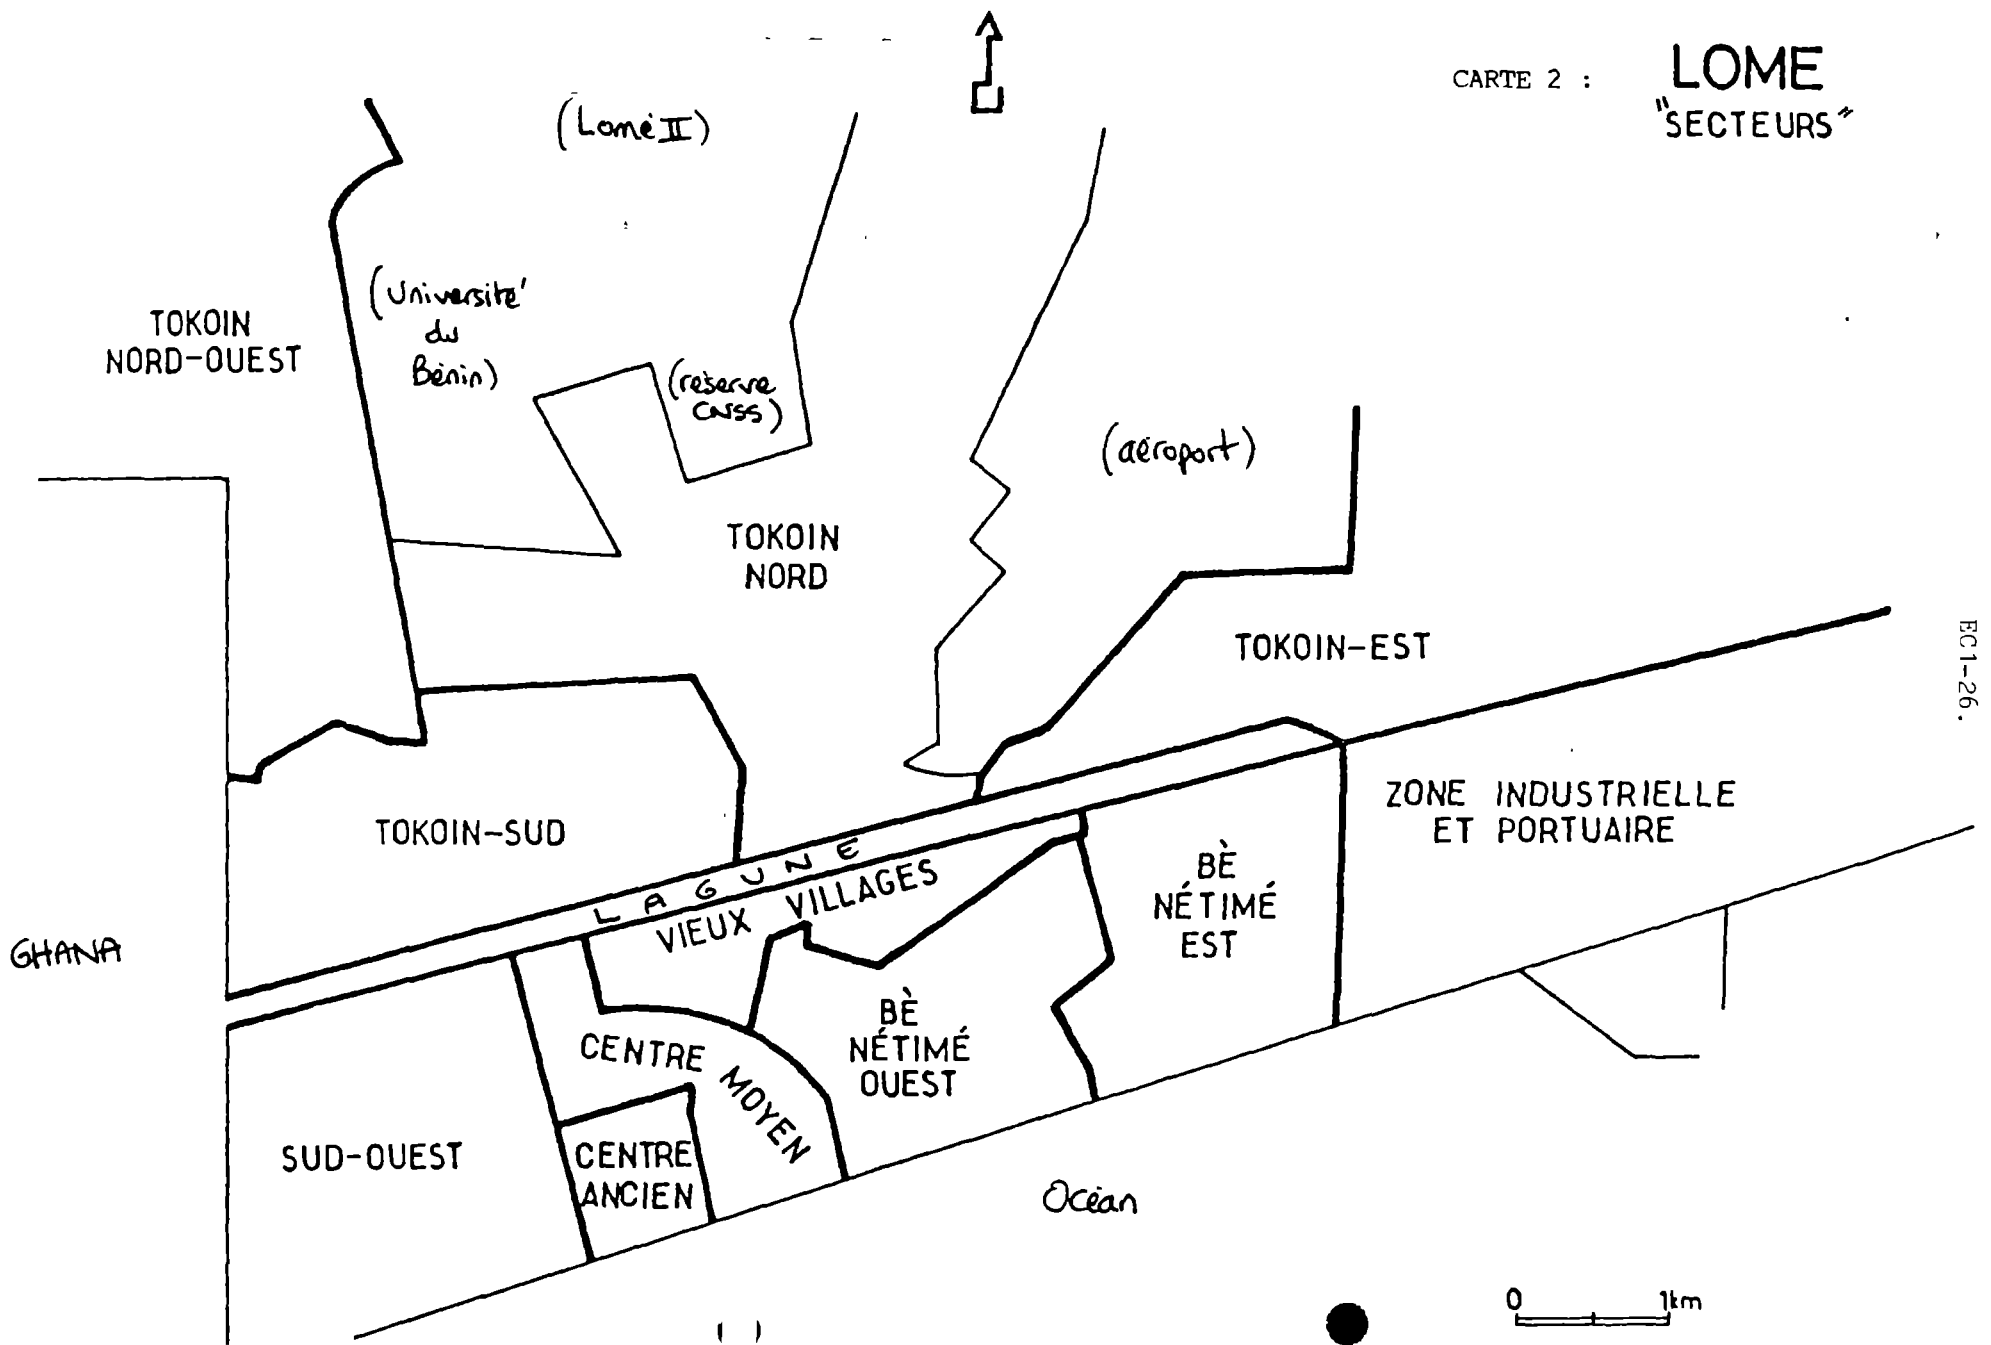 CARTE 2 :
LOME
"SECTEURS"
(Lomé II)
(Université
du
Bénin)
TOKOIN
NORD-OUEST
(réserve
CNSS)
(aéroport)
TOKOIN
NORD
TOKOIN-EST
EC1-26.
ZONE INDUSTRIELLE
ET PORTUAIRE
TOKOIN-SUD
LAGUNE
VIEUX VILLAGES
BÈ
NÉTIMÉ
EST
GHANA
BÈ
NÉTIMÉ
OUEST
CENTRE MOYEN
SUD-OUEST
CENTRE
ANCIEN
Océan
0 1km